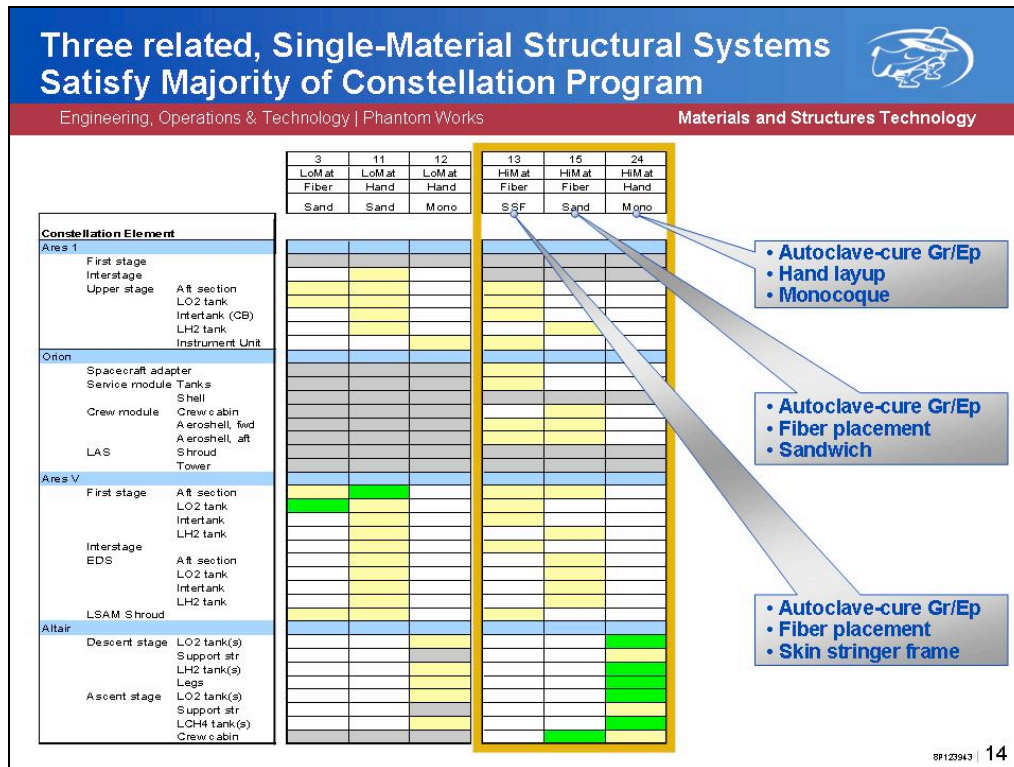 Three related, Single-Material Structural Systems
Satisfy Majority of Constellation Program
Engineering, Operations & Technology | Phantom Works
Materials and Structures Technology
3 11 12 13 15 24
LoMat LoMat LoMat HiMat HiMat HiMat
Fiber Hand Hand Fiber Fiber Hand
Sand Sand Mono SSF Sand Mono
Constellation Element
Ares 1
First stage
Interstage
Upper stage Aft section
LO2 tank
Intertank (CB)
LH2 tank
Instrument Unit
Orion
Spacecraft adapter
Service module Tanks
Shell
Crew module Crew cabin
Aeroshell, fwd
Aeroshell, aft
LAS Shroud
Tower
Ares V
First stage Aft section
LO2 tank
Intertank
LH2 tank
Interstage
EDS Aft section
LO2 tank
Intertank
LH2 tank
LSAM Shroud
Altair
Descent stage LO2 tank(s)
Support str
LH2 tank(s)
Legs
Ascent stage LO2 tank(s)
Support str
LCH4 tank(s)
Crew cabin
• Autoclave-cure Gr/Ep
• Hand layup
• Monocoque
• Autoclave-cure Gr/Ep
• Fiber placement
• Sandwich
• Autoclave-cure Gr/Ep
• Fiber placement
• Skin stringer frame
8P123943 | 14